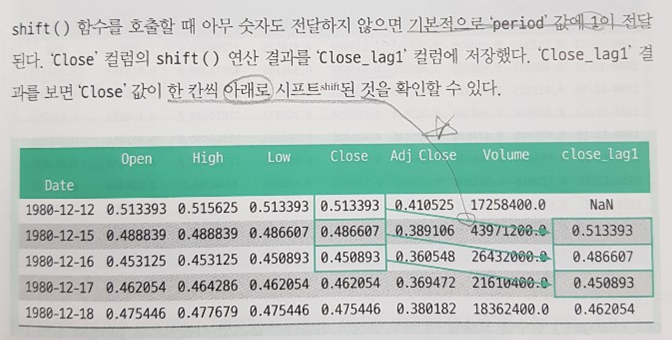 shift() 함수를 호출할 때 아무 숫자도 전달하지 않으면 기본적으로 ‘period’ 값에 1이 전달
된다. ‘Close’ 컬럼의 shift() 연산 결과를 ‘Close_lag1’ 컬럼에 저장했다. ‘Close_lag1’ 결
과를 보면 ‘Close’ 값이 한 칸씩 아래로 시프트shift된 것을 확인할 수 있다.
Open High Low Close Adj Close Volume close_lag1
Date
1980-12-12 0.513393 0.515625 0.513393 0.513393 0.410525 17258400.0 NaN
1980-12-15 0.488839 0.488839 0.486607 0.486607 0.389106 43971200.0 0.513393
1980-12-16 0.453125 0.453125 0.450893 0.450893 0.360548 26432000.0 0.486607
1980-12-17 0.462054 0.464286 0.462054 0.462054 0.369472 21610400.0 0.450893
1980-12-18 0.475446 0.477679 0.475446 0.475446 0.380182 18362400.0 0.462054